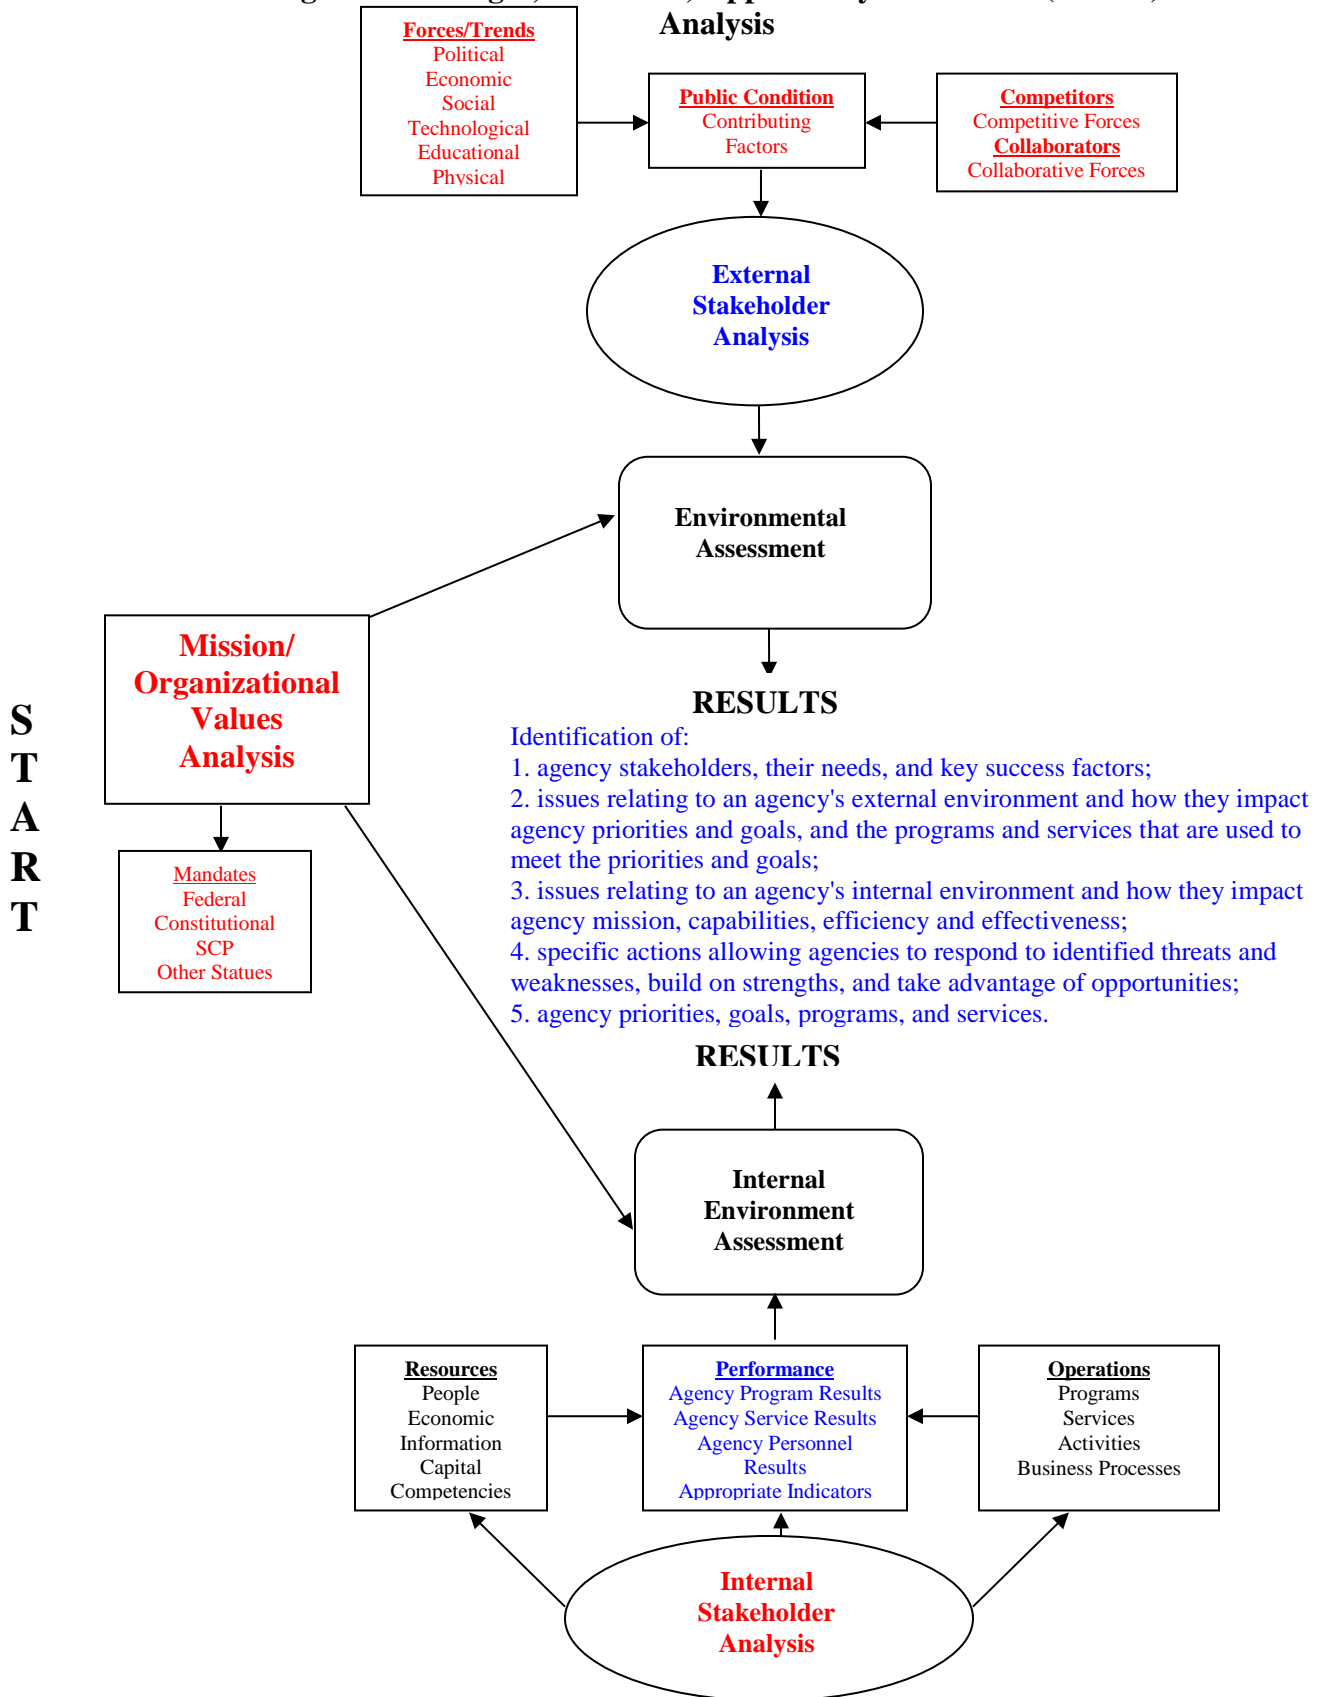 Analysis
Forces/Trends
Political
Economic
Social
Technological
Educational
Physical
Public Condition
Contributing
Factors
Competitors
Competitive Forces
Collaborators
Collaborative Forces
External
Stakeholder
Analysis
Environmental
Assessment
S
T
A
R
T
Mission/
Organizational
Values
Analysis
Mandates
Federal
Constitutional
SCP
Other Statues
RESULTS
Identification of:
1. agency stakeholders, their needs, and key success factors;
2. issues relating to an agency's external environment and how they impact
agency priorities and goals, and the programs and services that are used to
meet the priorities and goals;
3. issues relating to an agency's internal environment and how they impact
agency mission, capabilities, efficiency and effectiveness;
4. specific actions allowing agencies to respond to identified threats and
weaknesses, build on strengths, and take advantage of opportunities;
5. agency priorities, goals, programs, and services.
RESULTS
Internal
Environment
Assessment
Resources
People
Economic
Information
Capital
Competencies
Performance
Agency Program Results
Agency Service Results
Agency Personnel
Results
Appropriate Indicators
Operations
Programs
Services
Activities
Business Processes
Internal
Stakeholder
Analysis